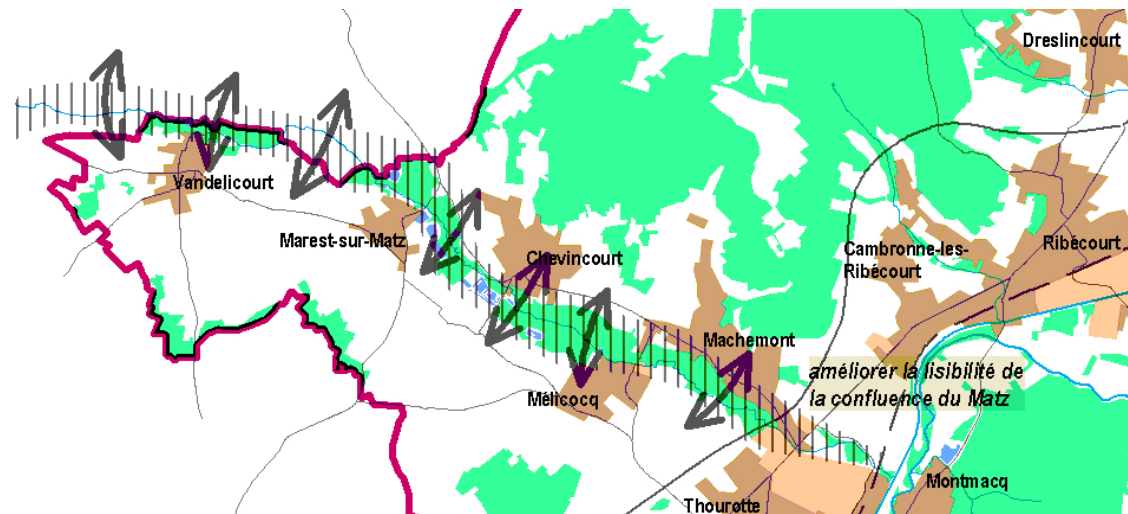 Dreslincourt
Vandelicourt
Marest-sur-Matz
Chevincourt
Cambronne-les-
Ribécourt
Ribécourt
Machemont
améliorer la lisibilité de
la confluence du Matz
Mélicocq
Montmacq
Thourotte